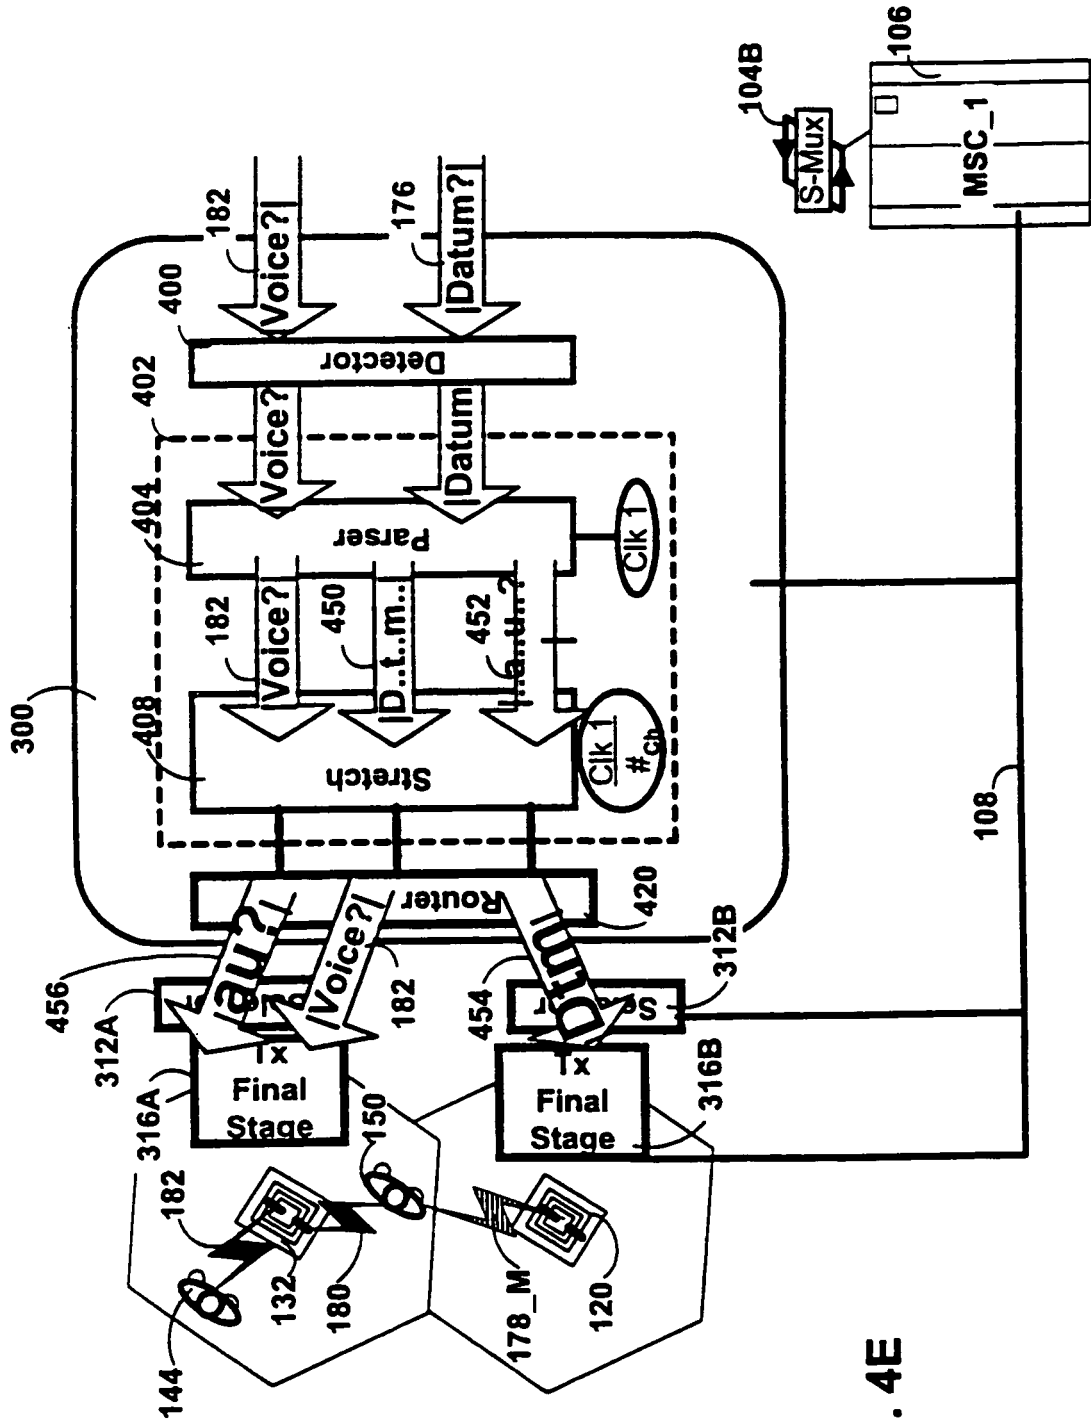 300
402
400
182
176
|Voice?|
|Datum?|
Detector
Voice?
|Datum
404
Parser
Clk 1
182
Voice?
450
|D..t..m..
452
|..a..u..?
408
Stretch
Clk 1
#Ch
Router
420
456
au?|
|Voice?|
182
454
Dtm|
312A
312B
316A
Tx
Final
Stage
316B
Tx
Final
Stage
150
182
144
132
180
178_M
120
108
104B
S-Mux
106
MSC_1
. 4E